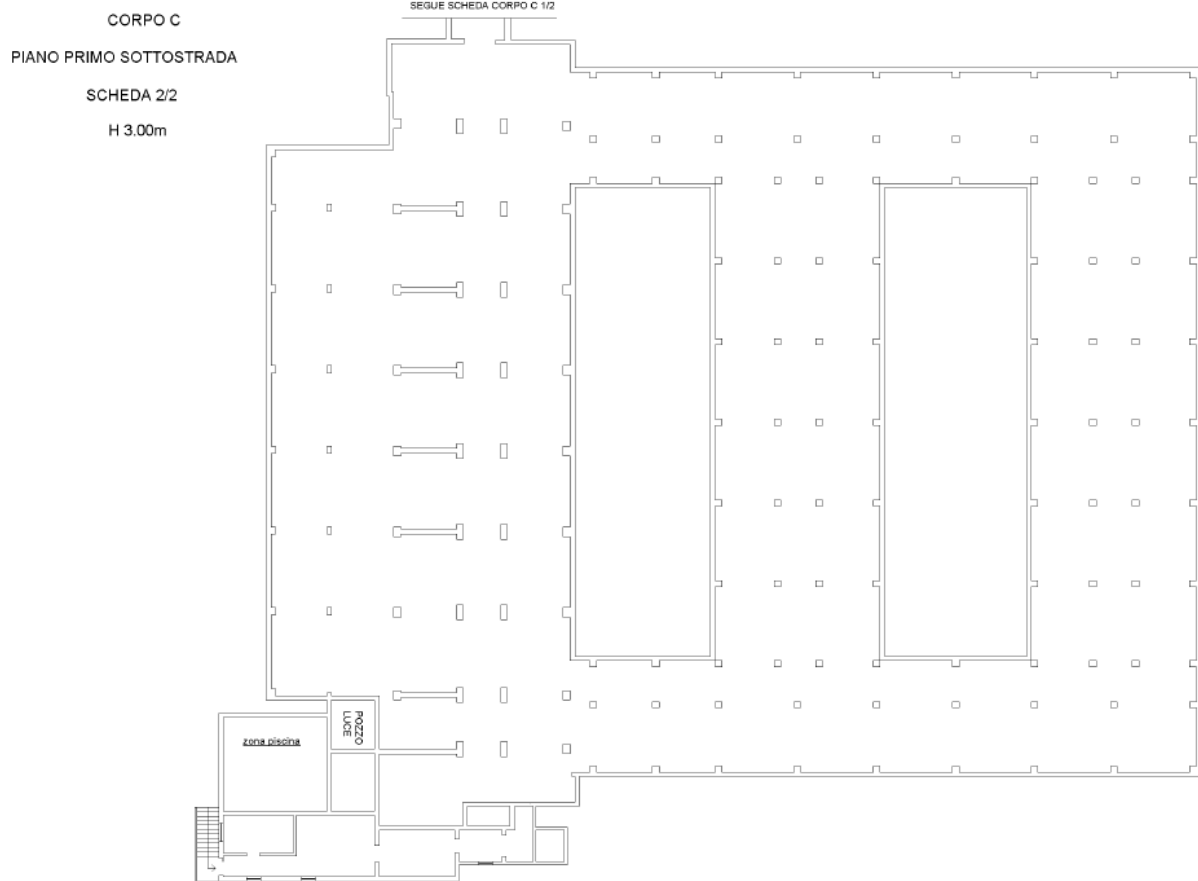 SEGUE SCHEDA CORPO C 1/2
CORPO C
PIANO PRIMO SOTTOSTRADA
SCHEDA 2/2
H 3.00m
POZZO
LUCE
zona piscina